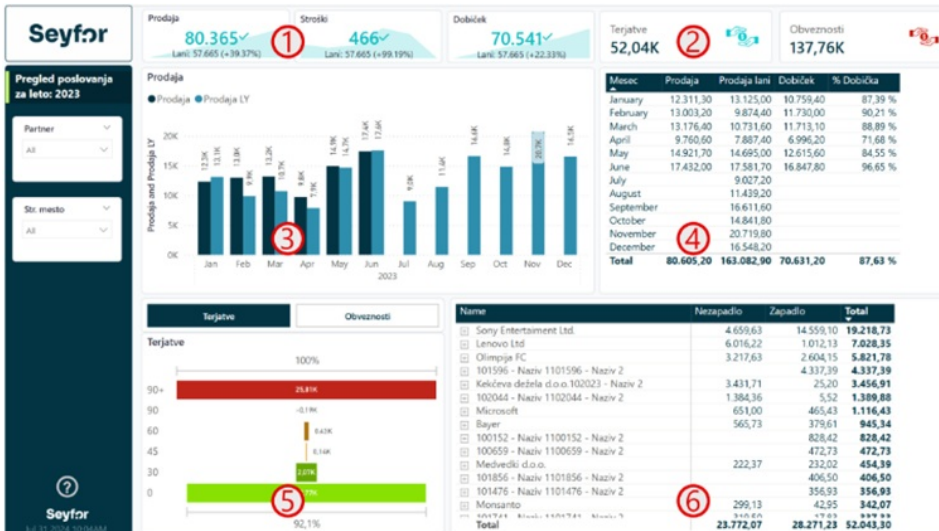 Seyfor
Pregled poslovanja
za leto: 2023
Partner
All
Str. mesto
All
Seyfor
Prodaja
80.365
Lani: 57.665 (+39.37%)
1
Stroški
466
Lani: 57.665 (+99.19%)
Dobiček
70.541
Lani: 57.665 (+22.33%)
Terjatve
52,04K
2
Obveznosti
137,76K
Prodaja
Prodaja Prodaja LY
Prodaja and Prodaja LY
20K
15K
10K
5K
0K
12.3K 13.1K 13.0K 9.9K 13.2K 10.7K 9.8K 7.9K 14.9K 14.7K 17.4K 17.6K 9.0K 11.4K 16.6K 14.8K 20.7K 16.5K
3
Jan Feb Mar Apr May Jun Jul Aug Sep Oct Nov Dec
2023
Mesec Prodaja Prodaja lani Dobiček % Dobička
January 12.311,30 13.125,00 10.759,40 87,39 %
February 13.003,20 9.874,40 11.730,00 90,21 %
March 13.176,40 10.731,60 11.713,10 88,89 %
April 9.760,60 7.887,40 6.996,20 71,68 %
May 14.921,70 14.695,00 12.615,60 84,55 %
June 17.432,00 17.581,70 16.847,80 96,65 %
July 9.027,20
August 11.439,20
September 16.611,60
October 14.841,80
November 20.719,80
December 16.548,20
Total 80.605,20 163.082,90 70.631,20 87,63 %
4
Terjatve Obveznosti
Terjatve
100%
90+ 25,81K
90 -0,19K
60
45
30 2,07K
0
5
92,1%
Name Nezapadlo Zapadlo Total
Sony Entertaiment Ltd. 4.659,63 14.559,10 19.218,73
Lenovo Ltd 6.016,22 1.012,13 7.028,35
Olimpija FC 3.217,63 2.604,15 5.821,78
101596 - Naziv 1101596 - Naziv 2 4.337,39 4.337,39
Kekčeva dežela d.o.o.102023 - Naziv 2 3.431,71 25,20 3.456,91
102044 - Naziv 1102044 - Naziv 2 1.384,36 5,52 1.389,88
Microsoft 651,00 465,43 1.116,43
Bayer 565,73 379,61 945,34
100152 - Naziv 1100152 - Naziv 2 828,42 828,42
100659 - Naziv 1100659 - Naziv 2 472,73 472,73
Medvedki d.o.o. 222,37 232,02 454,39
101856 - Naziv 1101856 - Naziv 2 406,50 406,50
101476 - Naziv 1101476 - Naziv 2 356,93 356,93
Monsanto 299,13 42,95 342,07
6
Total 23.772,07 28.271,23 52.043,30